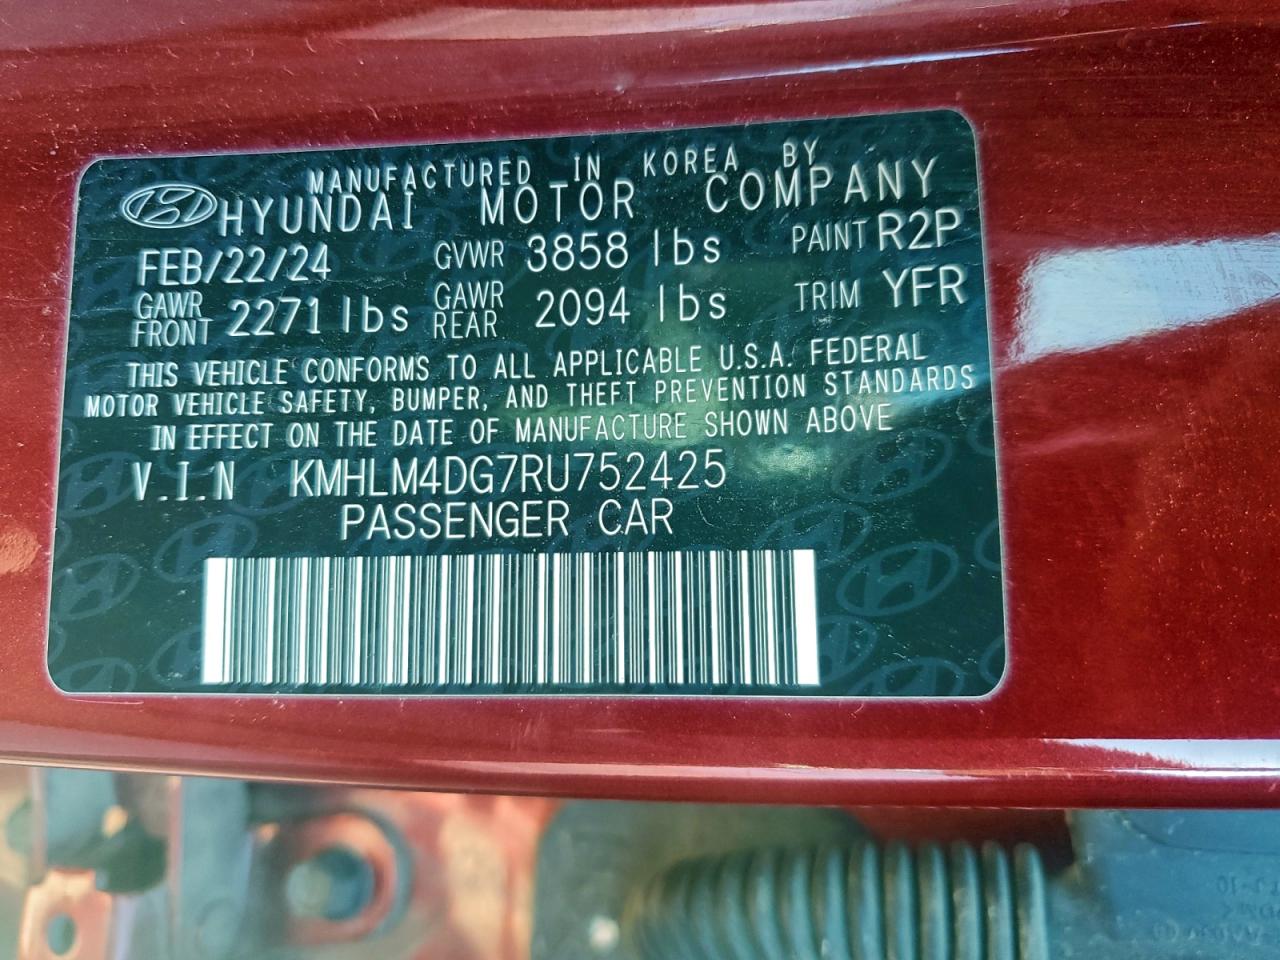 MANUFACTURED IN KOREA BY
HYUNDAI MOTOR COMPANY
FEB/22/24 GVWR 3858 lbs PAINT R2P
GAWR FRONT 2271 lbs GAWR REAR 2094 lbs TRIM YFR
THIS VEHICLE CONFORMS TO ALL APPLICABLE U.S.A. FEDERAL
MOTOR VEHICLE SAFETY, BUMPER, AND THEFT PREVENTION STANDARDS
IN EFFECT ON THE DATE OF MANUFACTURE SHOWN ABOVE
V.I.N KMHLM4DG7RU752425
PASSENGER CAR